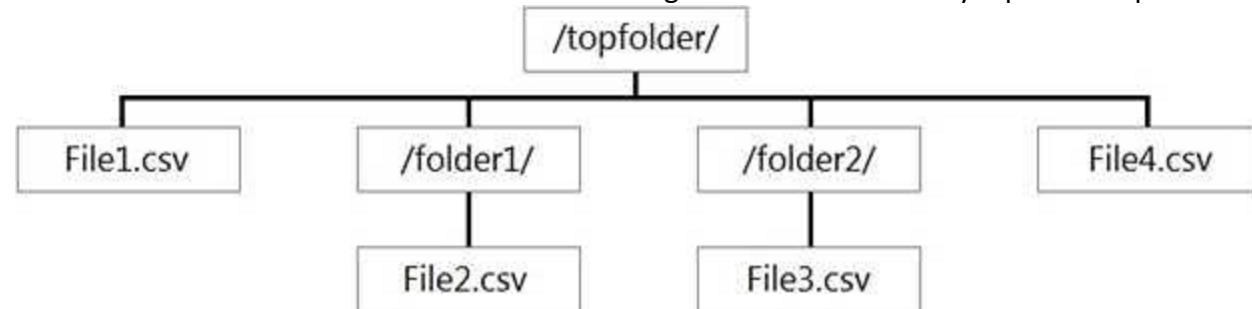 /topfolder/
File1.csv
/folder1/
/folder2/
File4.csv
File2.csv
File3.csv